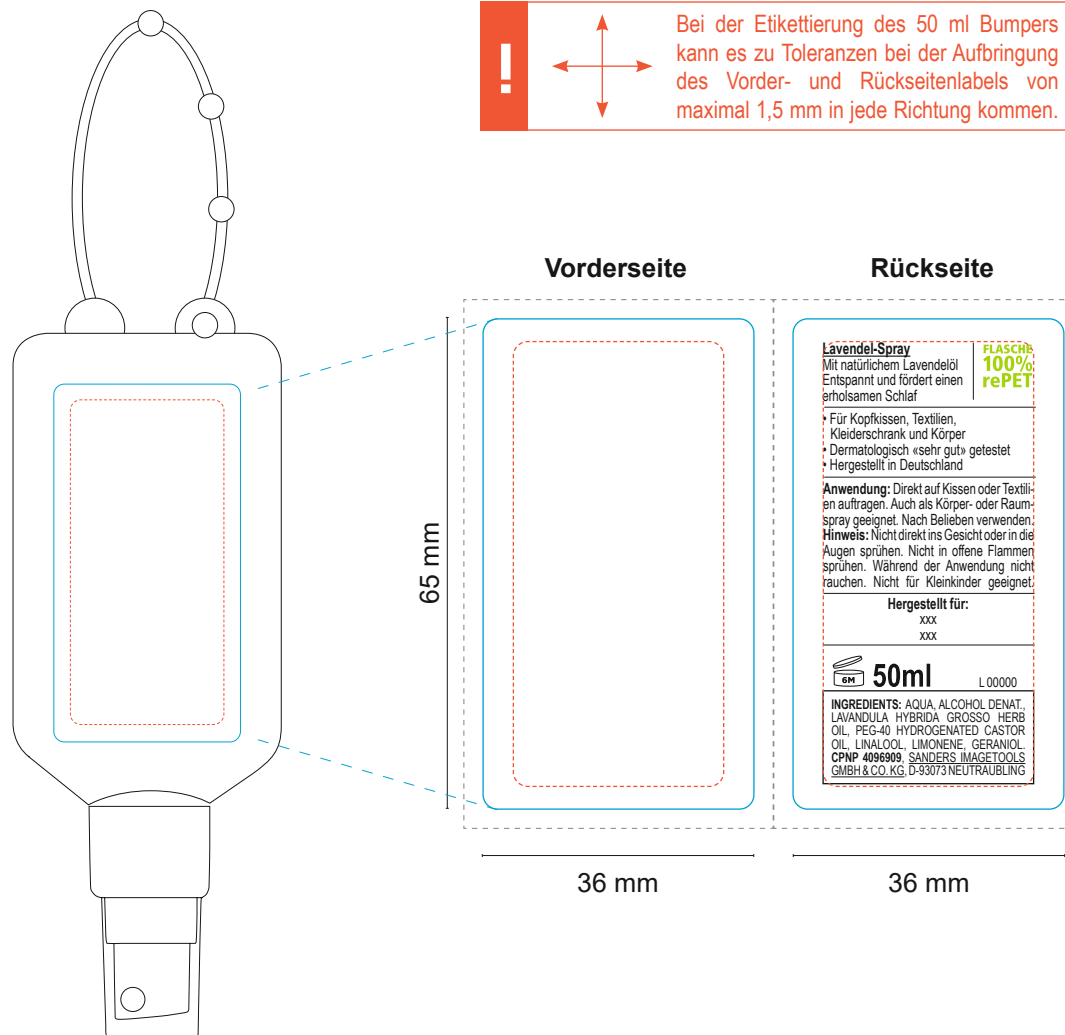 !
Bei der Etikettierung des 50 ml Bumpers
kann es zu Toleranzen bei der Aufbringung
des Vorder- und Rückseitenlabels von
maximal 1,5 mm in jede Richtung kommen.
Vorderseite
Rückseite
65 mm
36 mm
36 mm
Lavendel-Spray
Mit natürlichem Lavendelöl
Entspannt und fördert einen
erholsamen Schlaf
FLASCHE
100%
rePET
• Für Kopfkissen, Textilien,
Kleiderschrank und Körper
• Dermatologisch «sehr gut» getestet
• Hergestellt in Deutschland
Anwendung: Direkt auf Kissen oder Textili-
en auftragen. Auch als Körper- oder Raum-
spray geeignet. Nach Belieben verwenden.
Hinweis: Nicht direkt ins Gesicht oder in die
Augen sprühen. Nicht in offene Flammen
sprühen. Während der Anwendung nicht
rauchen. Nicht für Kleinkinder geeignet.
Hergestellt für:
xxx
xxx
6M
50ml
L 00000
INGREDIENTS: AQUA, ALCOHOL DENAT.,
LAVANDULA HYBRIDA GROSSO HERB
OIL, PEG-40 HYDROGENATED CASTOR
OIL, LINALOOL, LIMONENE, GERANIOL.
CPNP 4096909, SANDERS IMAGETOOLS
GMBH & CO. KG, D-93073 NEUTRAUBLING